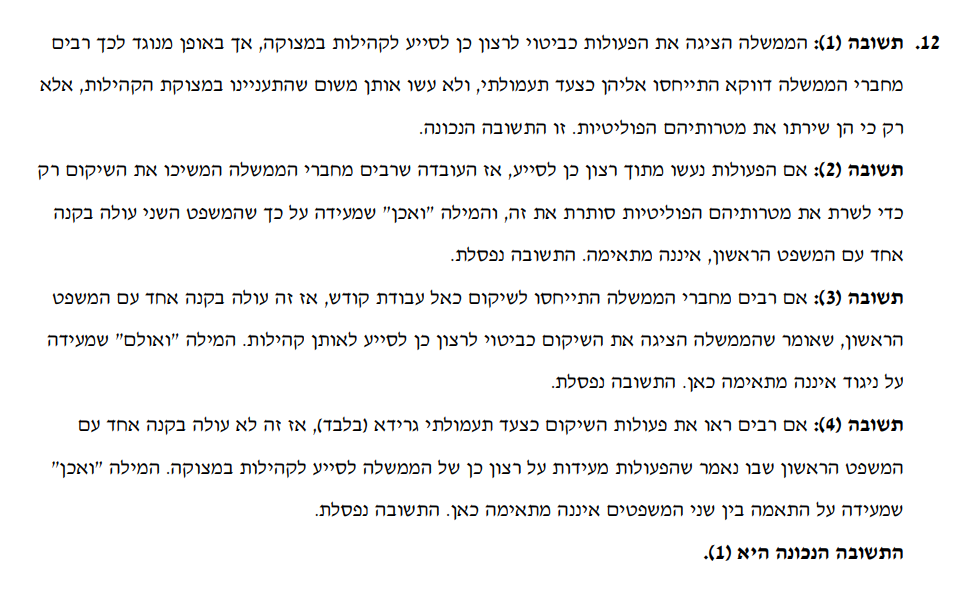 12. תשובה (1): הממשלה הציגה את הפעולות כביטוי לרצון כן לסייע לקהילות במצוקה, אך באופן מנוגד לכך רבים
מחברי הממשלה דווקא התייחסו אליהן כצעד תעמולתי, ולא עשו אותן משום שהתעניינו במצוקת הקהילות, אלא
רק כי הן שירתו את מטרותיהם הפוליטיות. זו התשובה הנכונה.
תשובה (2): אם הפעולות נעשו מתוך רצון כן לסייע, אז העובדה שרבים מחברי הממשלה המשיכו את השיקום רק
כדי לשרת את מטרותיהם הפוליטיות סותרת את זה, והמילה "ואכן" שמעידה על כך שהמשפט השני עולה בקנה
אחד עם המשפט הראשון, איננה מתאימה. התשובה נפסלת.
תשובה (3): אם רבים מחברי הממשלה התייחסו לשיקום כאל עבודת קודש, אז זה עולה בקנה אחד עם המשפט
הראשון, שאומר שהממשלה הציגה את השיקום כביטוי לרצון כן לסייע לאותן קהילות. המילה "ואולם" שמעידה
על ניגוד איננה מתאימה כאן. התשובה נפסלת.
תשובה (4): אם רבים ראו את פעולות השיקום כצעד תעמולתי גרידא (בלבד), אז זה לא עולה בקנה אחד עם
המשפט הראשון שבו נאמר שהפעולות מעידות על רצון כן של הממשלה לסייע לקהילות במצוקה. המילה "ואכן"
שמעידה על התאמה בין שני המשפטים איננה מתאימה כאן. התשובה נפסלת.
התשובה הנכונה היא (1).